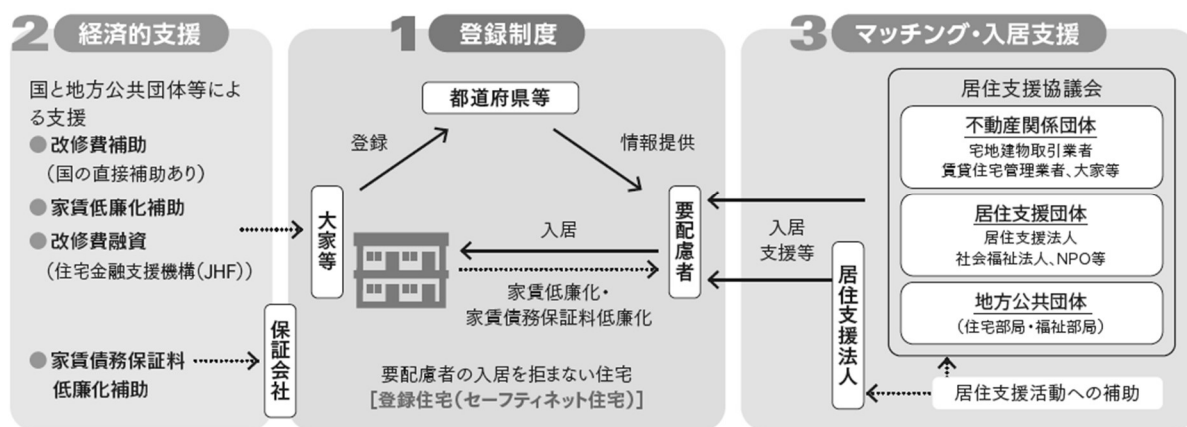 2 経済的支援
国と地方公共団体等によ
る支援
●改修費補助
(国の直接補助あり)
●家賃低廉化補助
●改修費融資
(住宅金融支援機構(JHF))
●家賃債務保証料
低廉化補助
保証会社
1 登録制度
都道府県等
登録
情報提供
大家等
要配慮者
入居
家賃低廉化・
家賃債務保証料低廉化
要配慮者の入居を拒まない住宅
[登録住宅(セーフティネット住宅)]
3 マッチング・入居支援
入居
支援等
居住支援法人
居住支援協議会
不動産関係団体
宅地建物取引業者
賃貸住宅管理業者、大家等
居住支援団体
居住支援法人
社会福祉法人、NPO等
地方公共団体
(住宅部局・福祉部局)
居住支援活動への補助